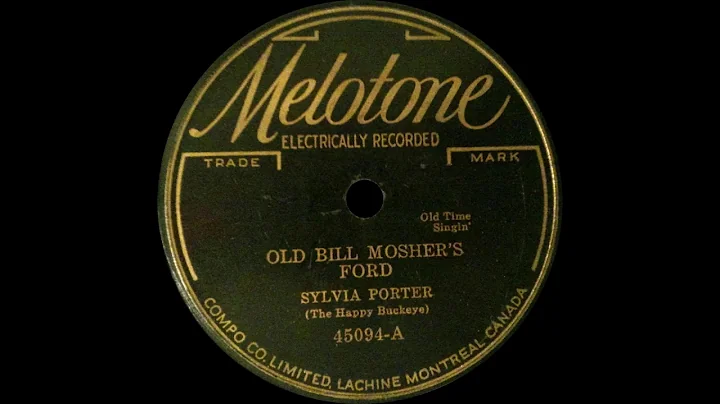 Melotone
ELECTRICALLY RECORDED
TRADE MARK
Old Time
Singin'
OLD BILL MOSHER'S
FORD
SYLVIA PORTER
(The Happy Buckeye)
45094-A
COMPO CO. LIMITED, LACHINE MONTREAL CANADA